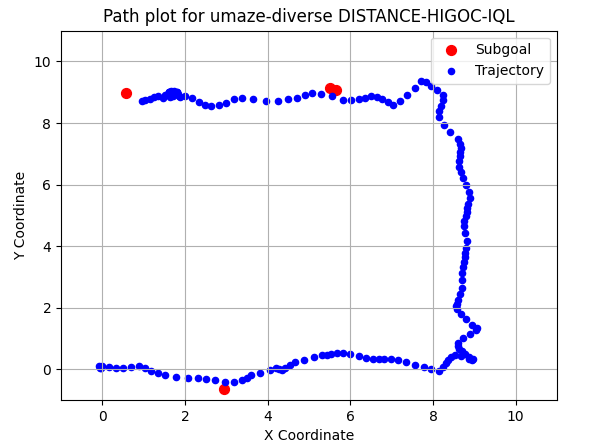 Path plot for umaze-diverse DISTANCE-HIGOC-IQL
Subgoal
Trajectory
Y Coordinate
10
8
6
4
2
0
0 2 4 6 8 10
X Coordinate